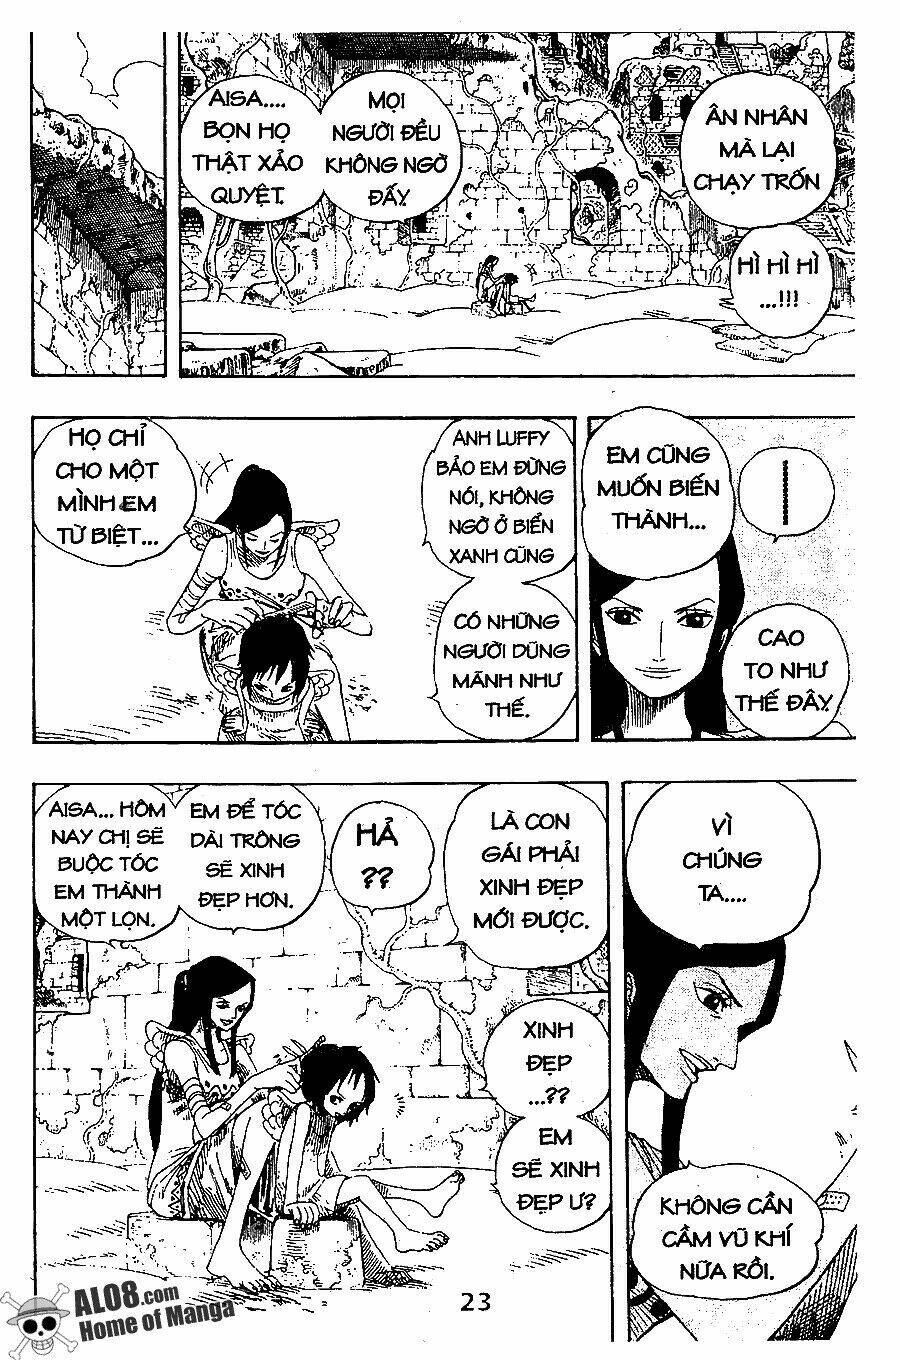 ÂN NHÂN
MÀ LẠI
CHẠY TRỐN
HÌ HÌ HÌ
...!!!
MỌI
NGƯỜI ĐỀU
KHÔNG NGỜ
ĐẤY.
AISA....
BỌN HỌ
THẬT XẢO
QUYỆT.
EM CŨNG
MUỐN BIẾN
THÀNH...
CAO
TO NHƯ
THẾ ĐÂY.
ANH LUFFY
BẢO EM ĐỪNG
NÓI, KHÔNG
NGỜ Ở BIỂN
XANH CŨNG
CÓ NHỮNG
NGƯỜI DŨNG
MÃNH NHƯ
THẾ.
HỌ CHỈ
CHO MỘT
MÌNH EM
TỪ BIỆT...
VÌ
CHÚNG
TA....
KHÔNG CẦN
CẦM VŨ KHÍ
NỮA RỒI.
LÀ CON
GÁI PHẢI
XINH ĐẸP
MỚI ĐƯỢC.
HẢ
??
EM ĐỂ TÓC
DÀI TRÔNG
SẼ XINH
ĐẸP HƠN.
AISA... HÔM
NAY CHỊ SẼ
BUỘC TÓC
EM THÀNH
MỘT LỌN.
XINH
ĐẸP
...??
EM
SẼ XINH
ĐẸP Ư?
23
ALO8.com
Home of Manga